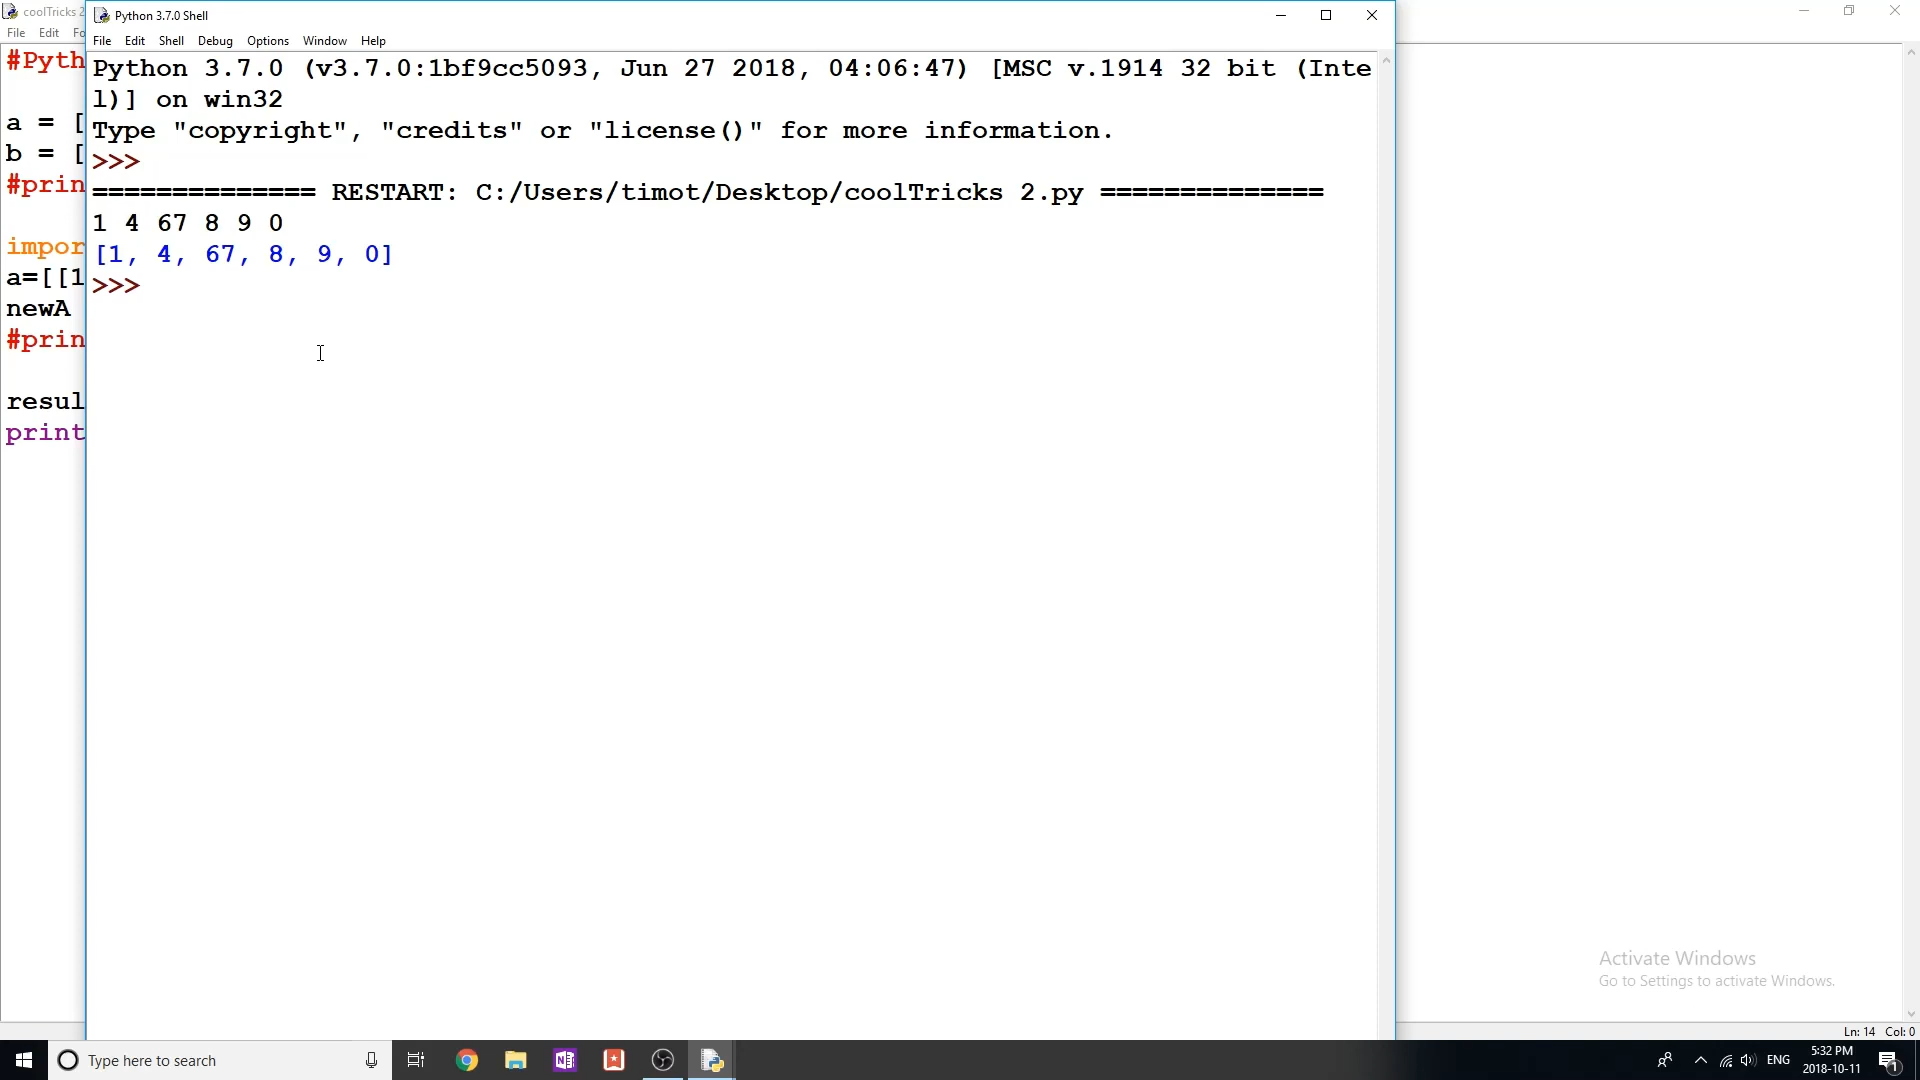 coolTricks 2
File Edit Fo
#Pyth
a = [
b = [
#prin
impor
a=[[1
newA
#prin
resul
print
Python 3.7.0 Shell
File Edit Shell Debug Options Window Help
Python 3.7.0 (v3.7.0:1bf9cc5093, Jun 27 2018, 04:06:47) [MSC v.1914 32 bit (Inte
l)] on win32
Type "copyright", "credits" or "license()" for more information.
>>>
============== RESTART: C:/Users/timot/Desktop/coolTricks 2.py ==============
1 4 67 8 9 0
[1, 4, 67, 8, 9, 0]
>>>
Activate Windows
Go to Settings to activate Windows.
Ln: 14 Col: 0
Type here to search
N
ENG
5:32 PM
2018-10-11
1